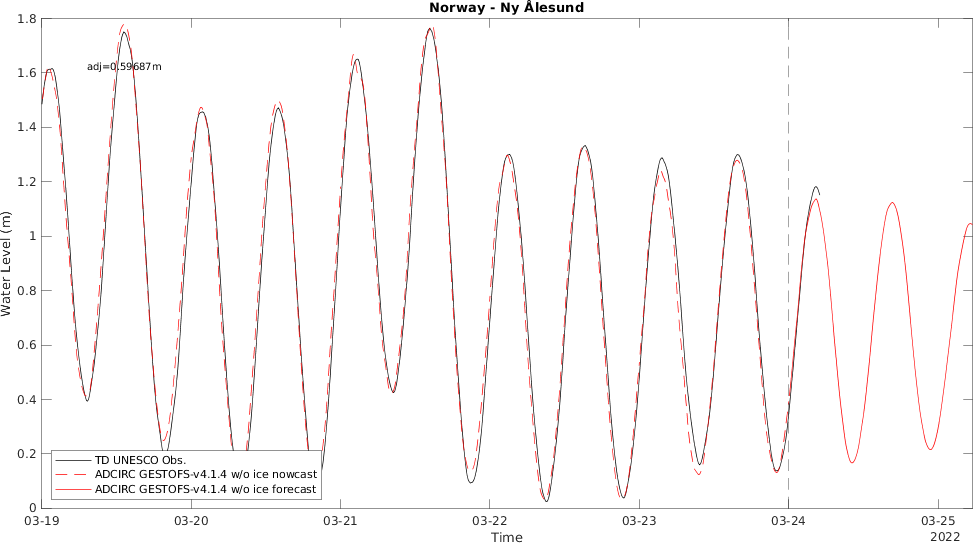 Norway - Ny Ålesund
1.8
1.6
1.4
1.2
1
0.8
0.6
0.4
0.2
0
Water Level (m)
adj=0.59687m
TD UNESCO Obs.
ADCIRC GESTOFS-v4.1.4 w/o ice nowcast
ADCIRC GESTOFS-v4.1.4 w/o ice forecast
03-19 03-20 03-21 03-22 03-23 03-24 03-25
Time
2022